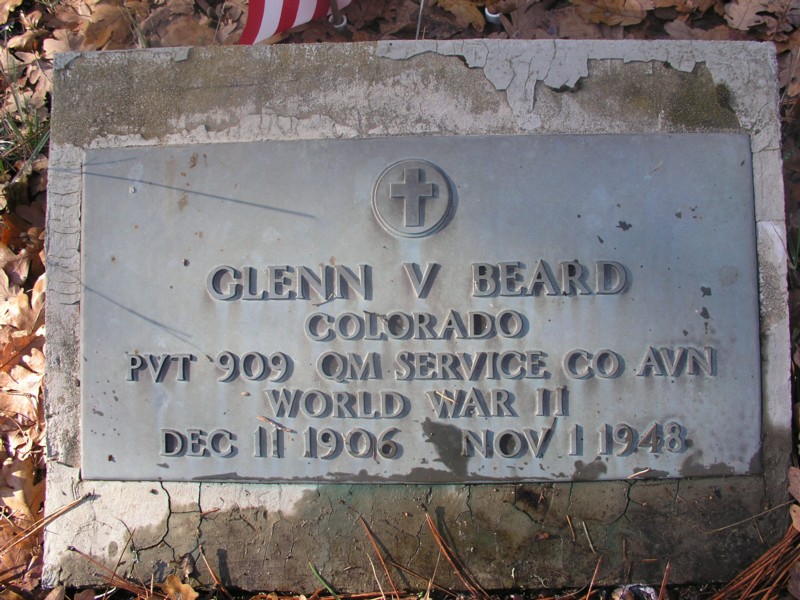 GLENN V BEARD
COLORADO
PVT 909 QM SERVICE CO AVN
WORLD WAR II
DEC 11 1906 NOV 1 1948